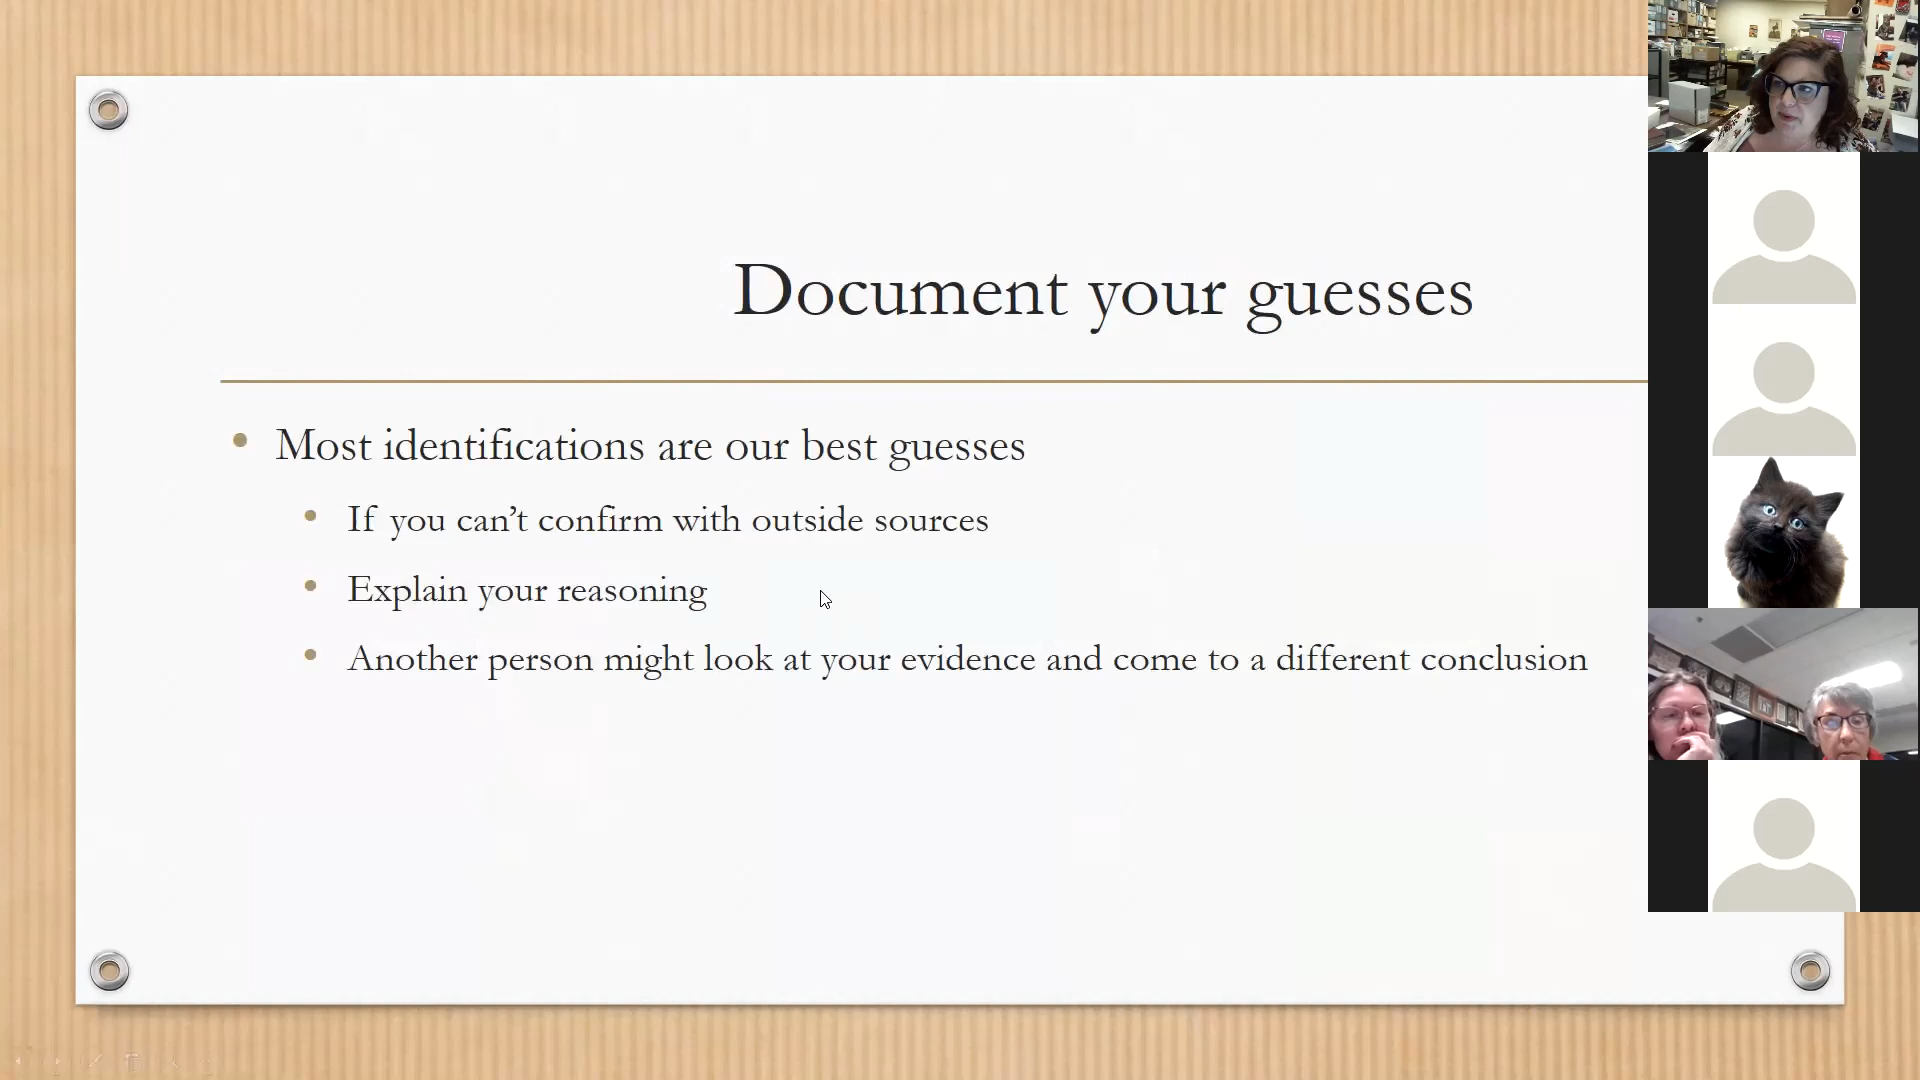 Document your guesses
Most identifications are our best guesses
If you can’t confirm with outside sources
Explain your reasoning
Another person might look at your evidence and come to a different conclusion